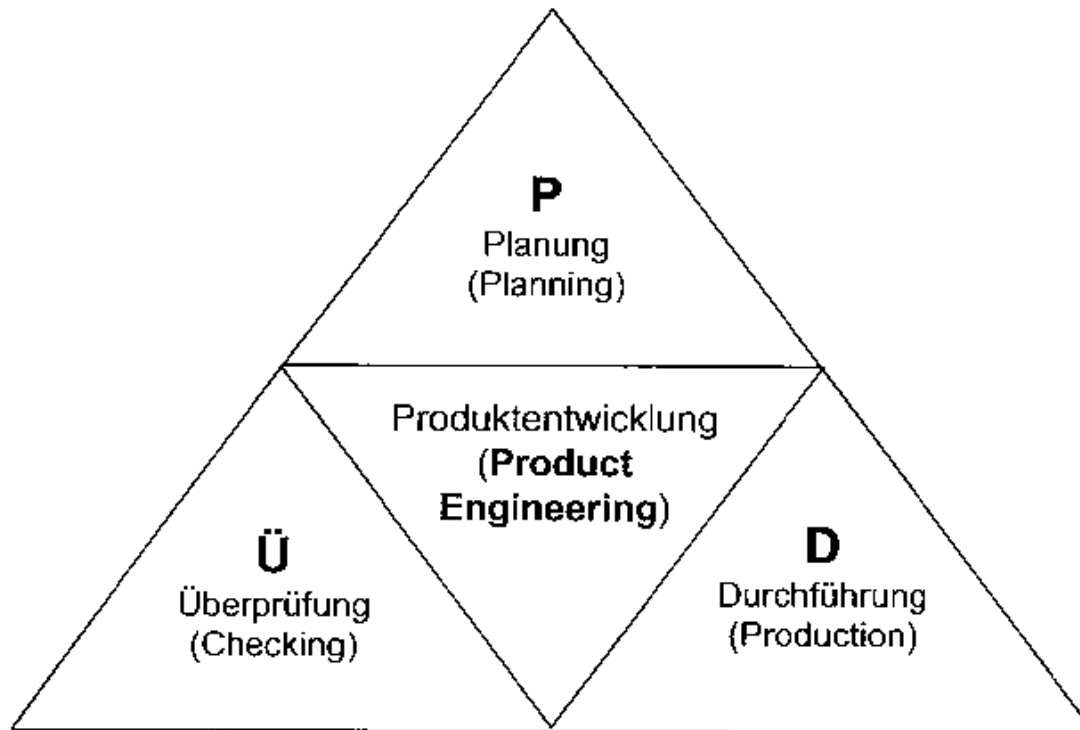 P
Planung
(Planning)
Produktentwicklung
(Product
Engineering)
Ü
Überprüfung
(Checking)
D
Durchführung
(Production)